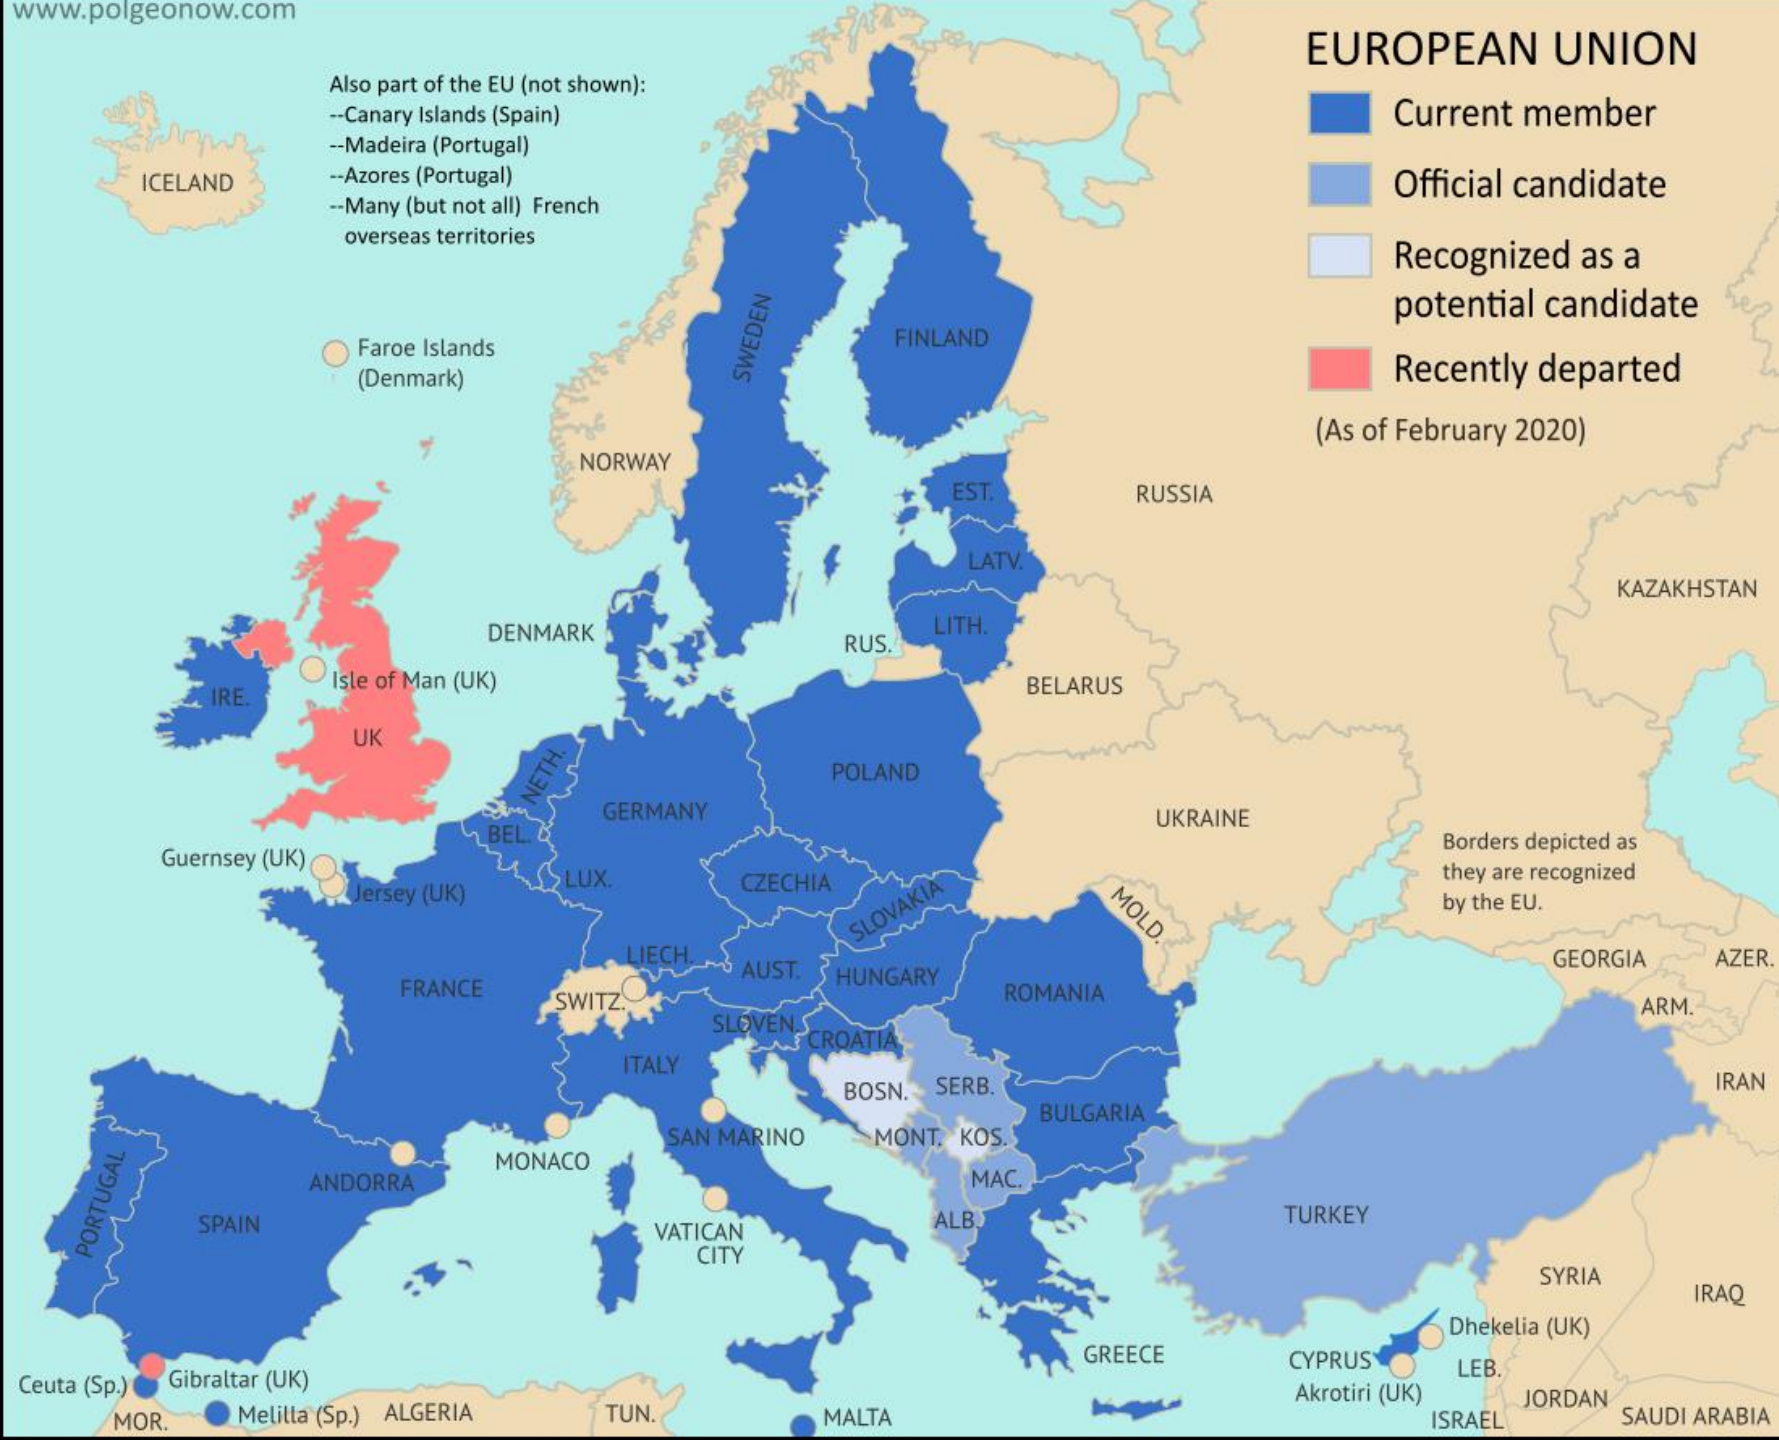 www.polgeonow.com
EUROPEAN UNION
Current member
Official candidate
Recognized as a
potential candidate
Recently departed
(As of February 2020)
Also part of the EU (not shown):
--Canary Islands (Spain)
--Madeira (Portugal)
--Azores (Portugal)
--Many (but not all)  French
overseas territories
ICELAND
Faroe Islands
(Denmark)
SWEDEN
FINLAND
NORWAY
EST.
RUSSIA
LATV.
KAZAKHSTAN
DENMARK
LITH.
RUS.
Isle of Man (UK)
BELARUS
IRE.
UK
NETH.
POLAND
GERMANY
UKRAINE
BEL.
Borders depicted as
they are recognized
by the EU.
Guernsey (UK)
LUX.
CZECHIA
Jersey (UK)
SLOVAKIA
MOLD.
LIECH.
AUST.
HUNGARY
GEORGIA
AZER.
FRANCE
SWITZ.
ROMANIA
ARM.
SLOVEN.
CROATIA
ITALY
BOSN.
SERB.
IRAN
BULGARIA
SAN MARINO
MONT.
KOS.
MONACO
ANDORRA
MAC.
PORTUGAL
SPAIN
ALB.
TURKEY
VATICAN
CITY
SYRIA
IRAQ
Dhekelia (UK)
GREECE
CYPRUS
LEB.
Ceuta (Sp.)
Gibraltar (UK)
Akrotiri (UK)
JORDAN
MOR.
Melilla (Sp.)
ALGERIA
TUN.
MALTA
ISRAEL
SAUDI ARABIA